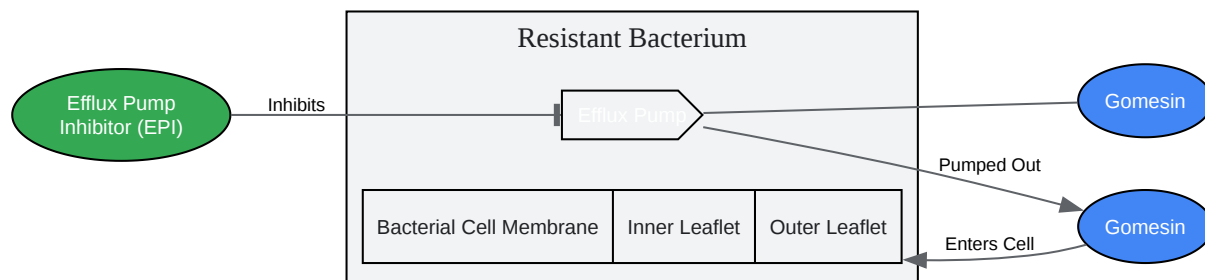 Resistant Bacterium
Efflux Pump
Inhibitor (EPI)
Inhibits
Efflux Pump
Gomesin
Pumped Out
Bacterial Cell Membrane
Inner Leaflet
Outer Leaflet
Enters Cell
Gomesin